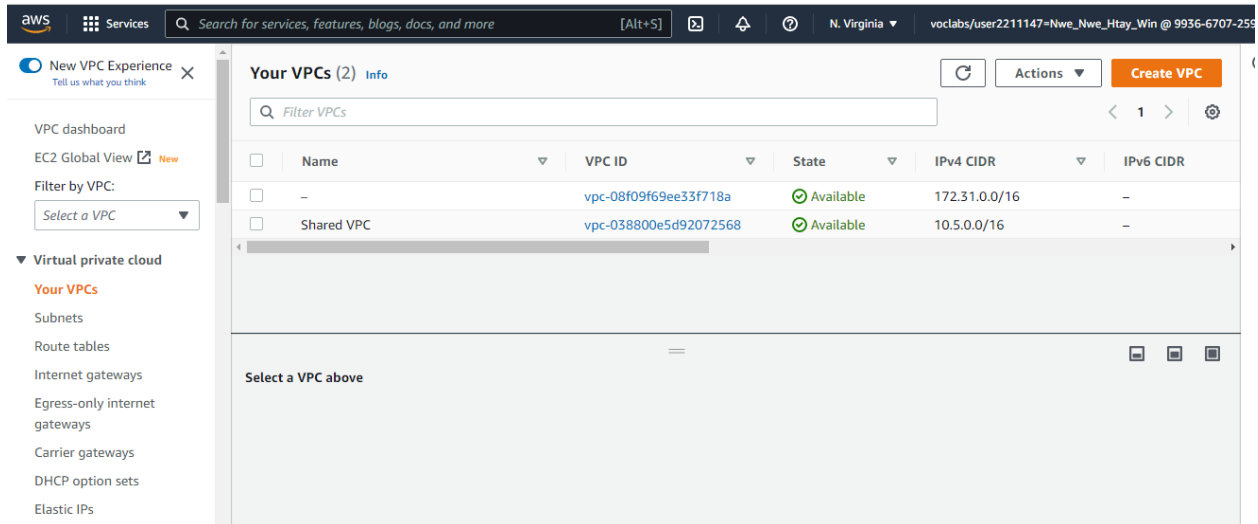 aws Services Search for services, features, blogs, docs, and more [Alt+S] N. Virginia ▼ voclabs/user2211147=Nwe_Nwe_Htay_Win @ 9936-6707-259
New VPC Experience
Tell us what you think
VPC dashboard
EC2 Global View New
Filter by VPC:
Select a VPC
Virtual private cloud
Your VPCs
Subnets
Route tables
Internet gateways
Egress-only internet
gateways
Carrier gateways
DHCP option sets
Elastic IPs
Your VPCs (2) Info
Actions ▼ Create VPC
Filter VPCs
1
Name VPC ID State IPv4 CIDR IPv6 CIDR
– vpc-08f09f69ee33f718a Available 172.31.0.0/16 –
Shared VPC vpc-038800e5d92072568 Available 10.5.0.0/16 –
Select a VPC above